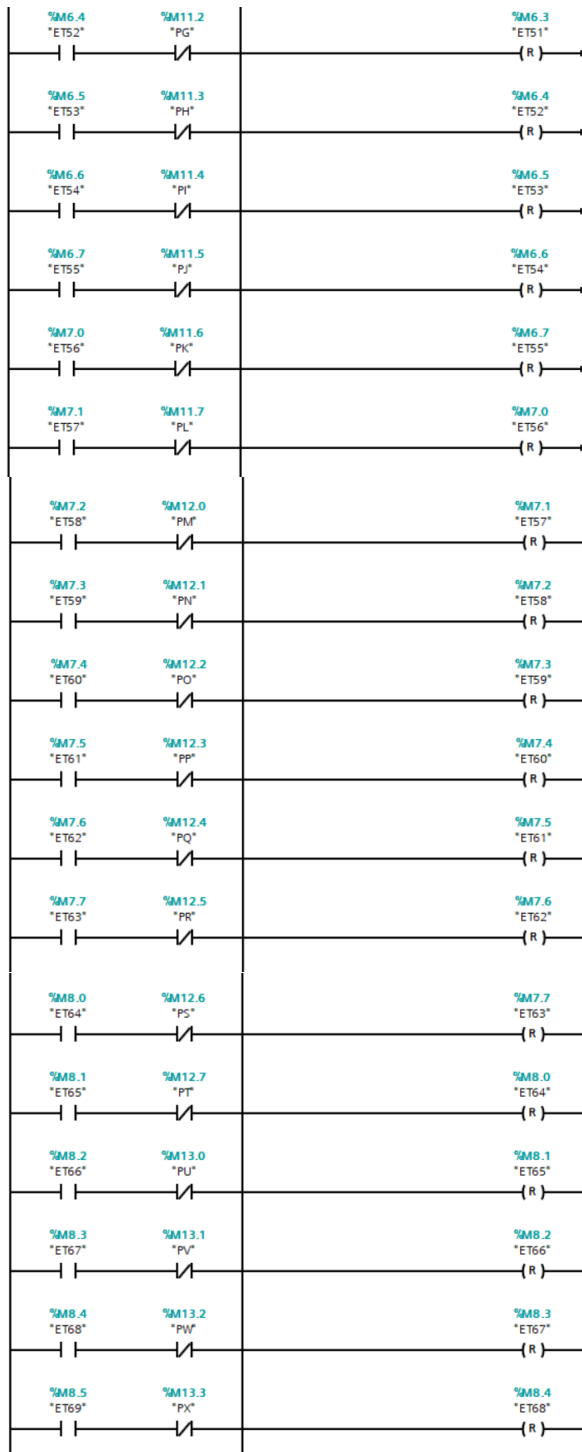 %M6.4 %M11.2 %M6.3
"ET52" "PG" "ET51"
R
%M6.5 %M11.3 %M6.4
"ET53" "PH" "ET52"
R
%M6.6 %M11.4 %M6.5
"ET54" "PI" "ET53"
R
%M6.7 %M11.5 %M6.6
"ET55" "PJ" "ET54"
R
%M7.0 %M11.6 %M6.7
"ET56" "PK" "ET55"
R
%M7.1 %M11.7 %M7.0
"ET57" "PL" "ET56"
R
%M7.2 %M12.0 %M7.1
"ET58" "PM" "ET57"
R
%M7.3 %M12.1 %M7.2
"ET59" "PN" "ET58"
R
%M7.4 %M12.2 %M7.3
"ET60" "PO" "ET59"
R
%M7.5 %M12.3 %M7.4
"ET61" "PP" "ET60"
R
%M7.6 %M12.4 %M7.5
"ET62" "PQ" "ET61"
R
%M7.7 %M12.5 %M7.6
"ET63" "PR" "ET62"
R
%M8.0 %M12.6 %M7.7
"ET64" "PS" "ET63"
R
%M8.1 %M12.7 %M8.0
"ET65" "PT" "ET64"
R
%M8.2 %M13.0 %M8.1
"ET66" "PU" "ET65"
R
%M8.3 %M13.1 %M8.2
"ET67" "PV" "ET66"
R
%M8.4 %M13.2 %M8.3
"ET68" "PW" "ET67"
R
%M8.5 %M13.3 %M8.4
"ET69" "PX" "ET68"
R